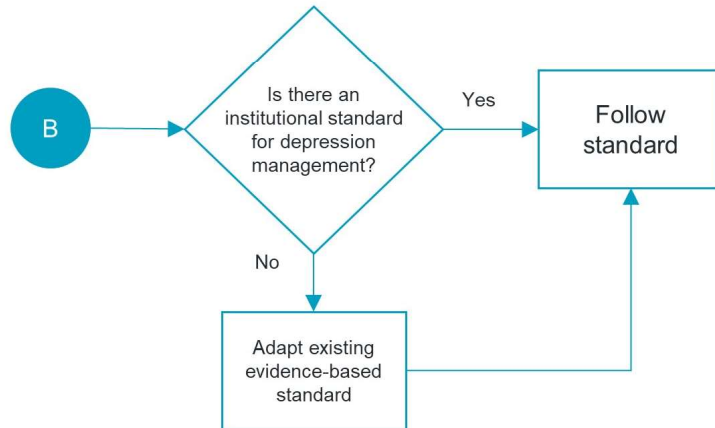 B
Is there an
institutional standard
for depression
management?
Yes
Follow
standard
No
Adapt existing
evidence-based
standard